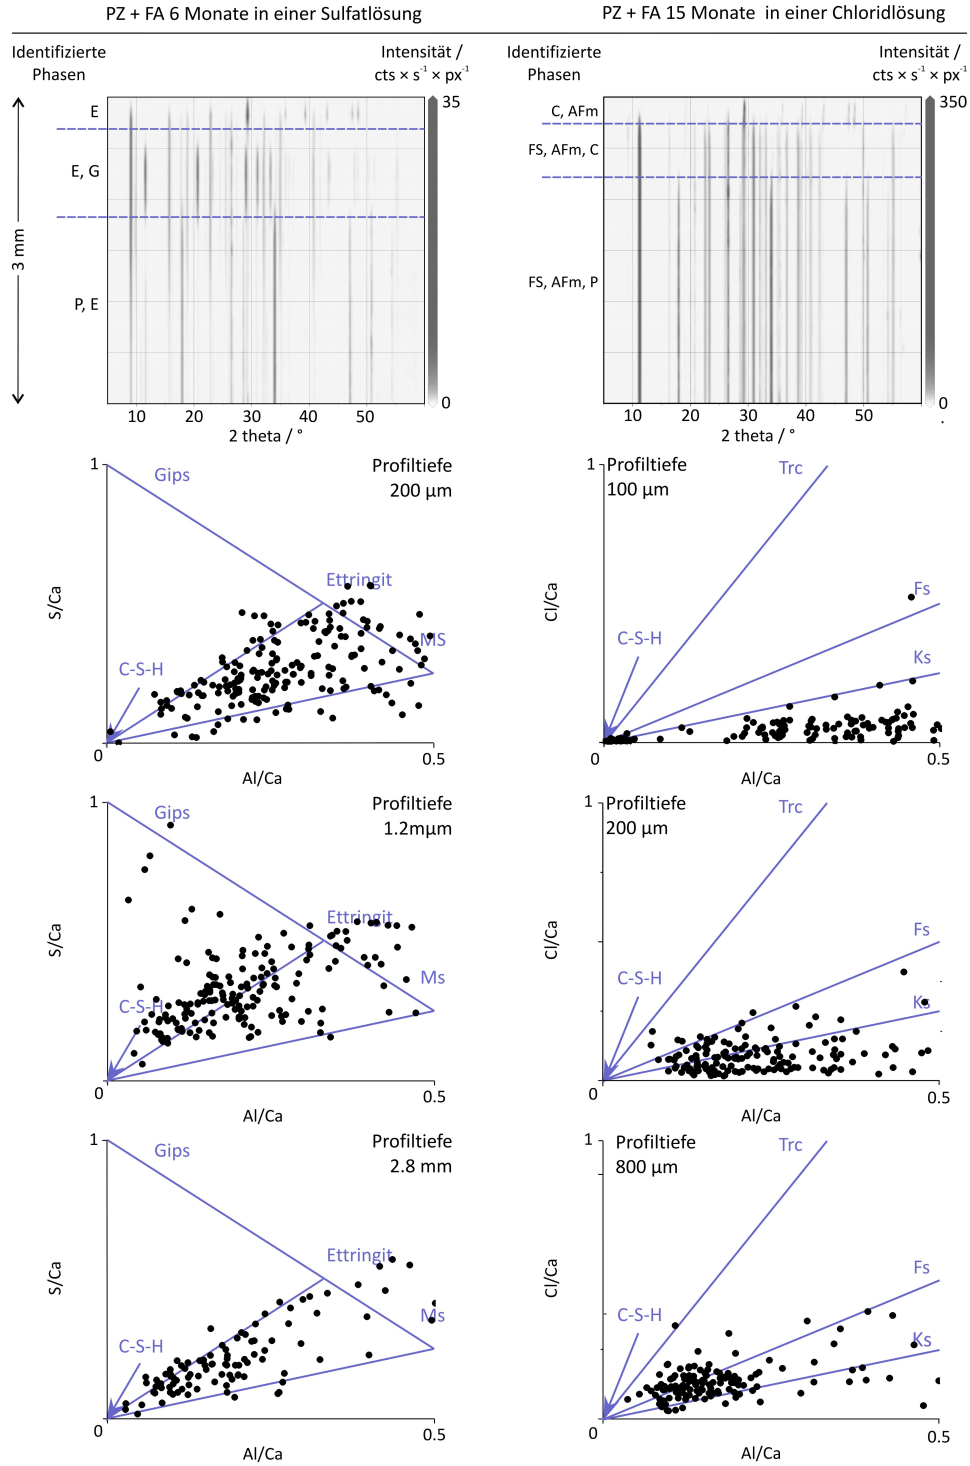 PZ + FA 6 Monate in einer Sulfatlösung
PZ + FA 15 Monate in einer Chloridlösung
Identifizierte
Phasen
Intensität /
cts × s⁻¹ × px⁻¹
Identifizierte
Phasen
Intensität /
cts × s⁻¹ × px⁻¹
E
35
E, G
3 mm
P, E
0
10 20 30 40 50
2 theta / °
C, AFm
350
FS, AFm, C
FS, AFm, P
0
10 20 30 40 50
2 theta / °
1
Gips
Profiltiefe
200 µm
S/Ca
Ettringit
MS
C-S-H
0
0.5
Al/Ca
1
Profiltiefe
100 µm
Trc
Cl/Ca
Fs
C-S-H
Ks
0
0.5
Al/Ca
1
Gips
Profiltiefe
1.2mµm
S/Ca
Ettringit
Ms
C-S-H
0
0.5
Al/Ca
1
Profiltiefe
200 µm
Trc
Cl/Ca
Fs
C-S-H
Ks
0
0.5
Al/Ca
1
Gips
Profiltiefe
2.8 mm
S/Ca
Ettringit
Ms
C-S-H
0
0.5
Al/Ca
1
Profiltiefe
800 µm
Trc
Cl/Ca
Fs
C-S-H
Ks
0
0.5
Al/Ca